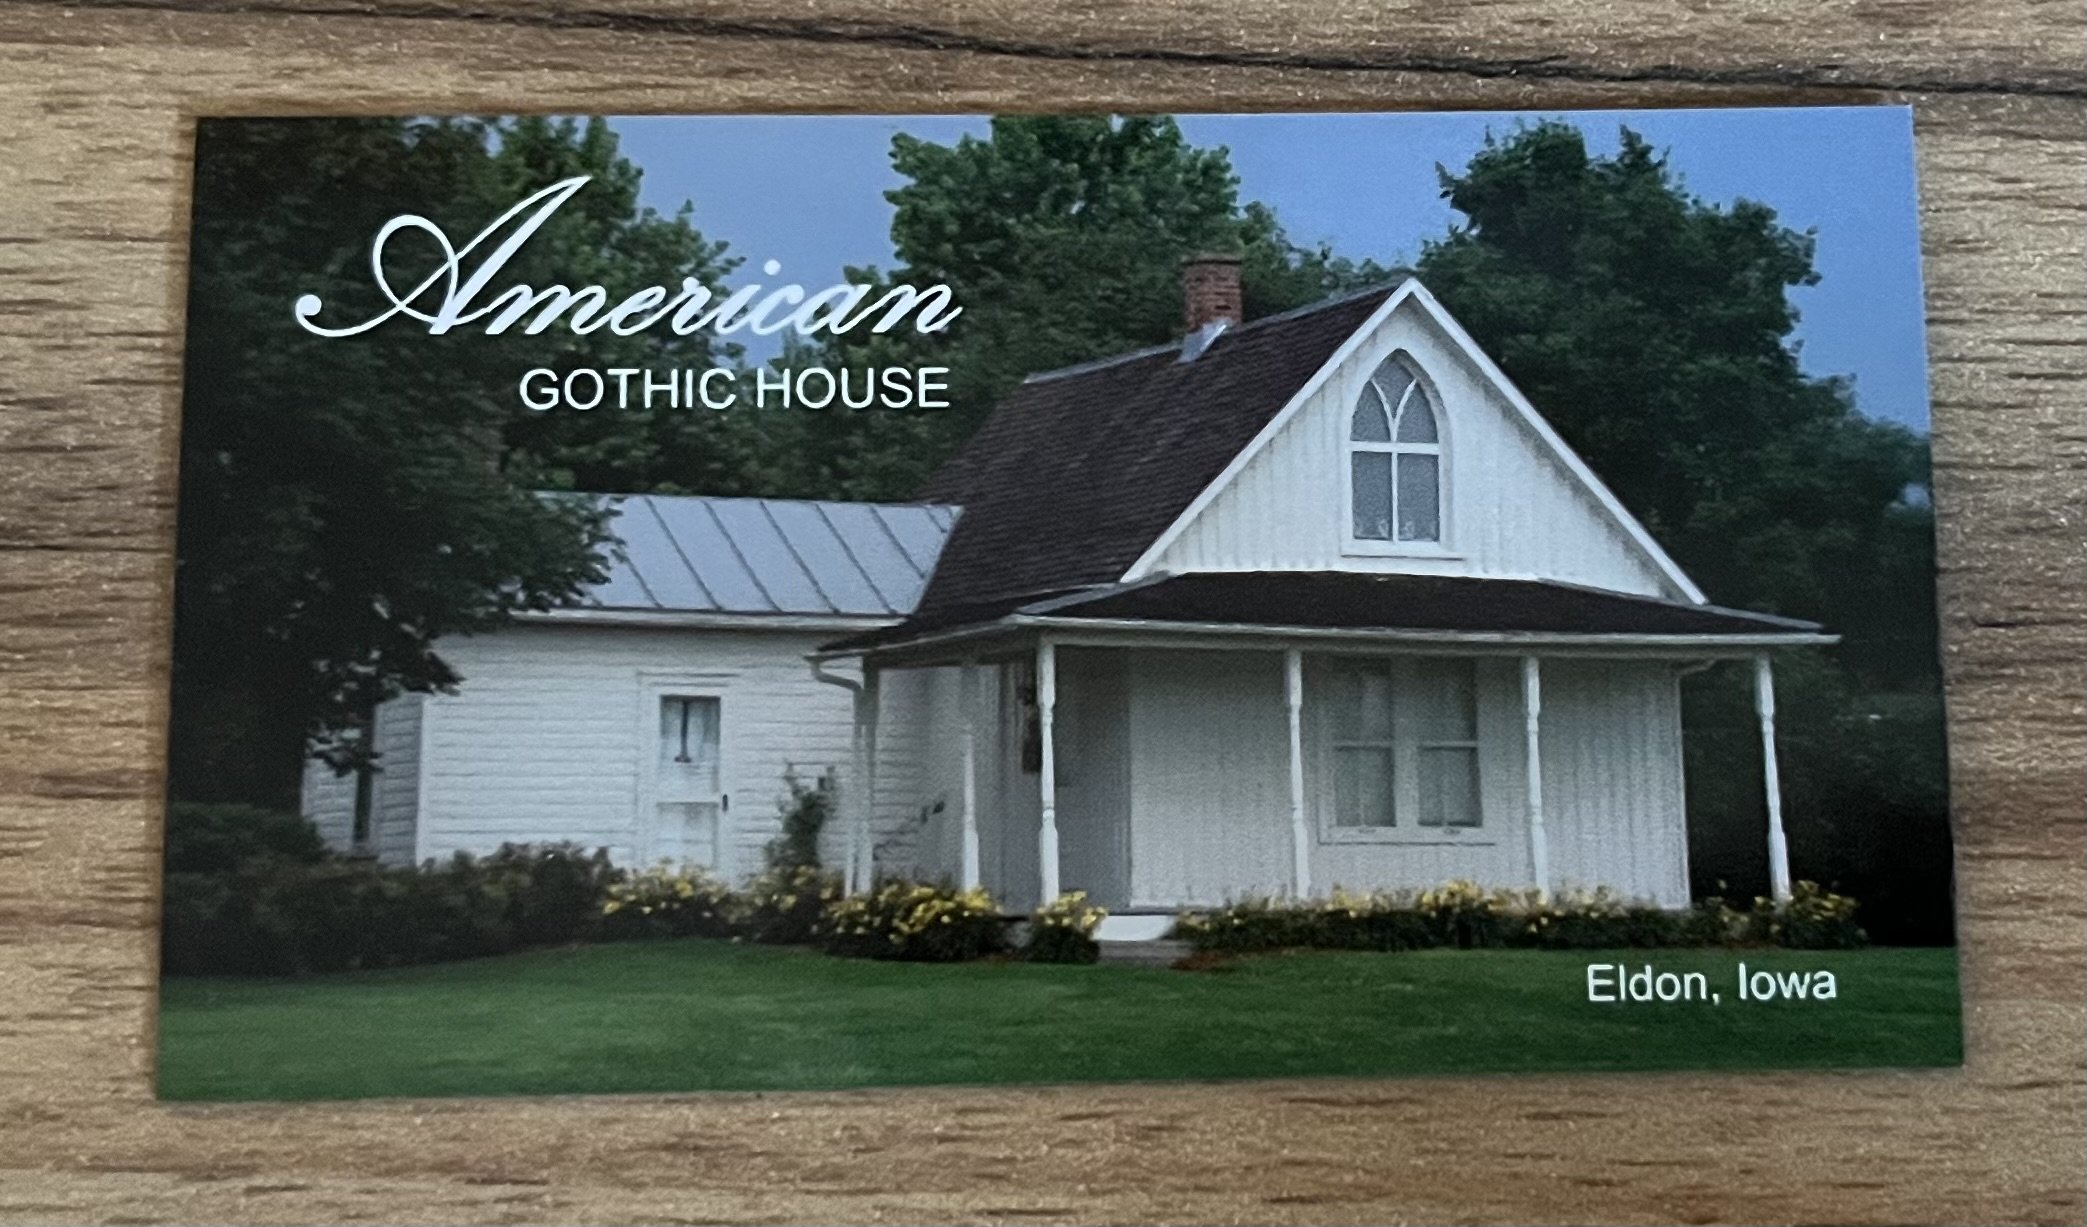 American
GOTHIC HOUSE
Eldon, Iowa